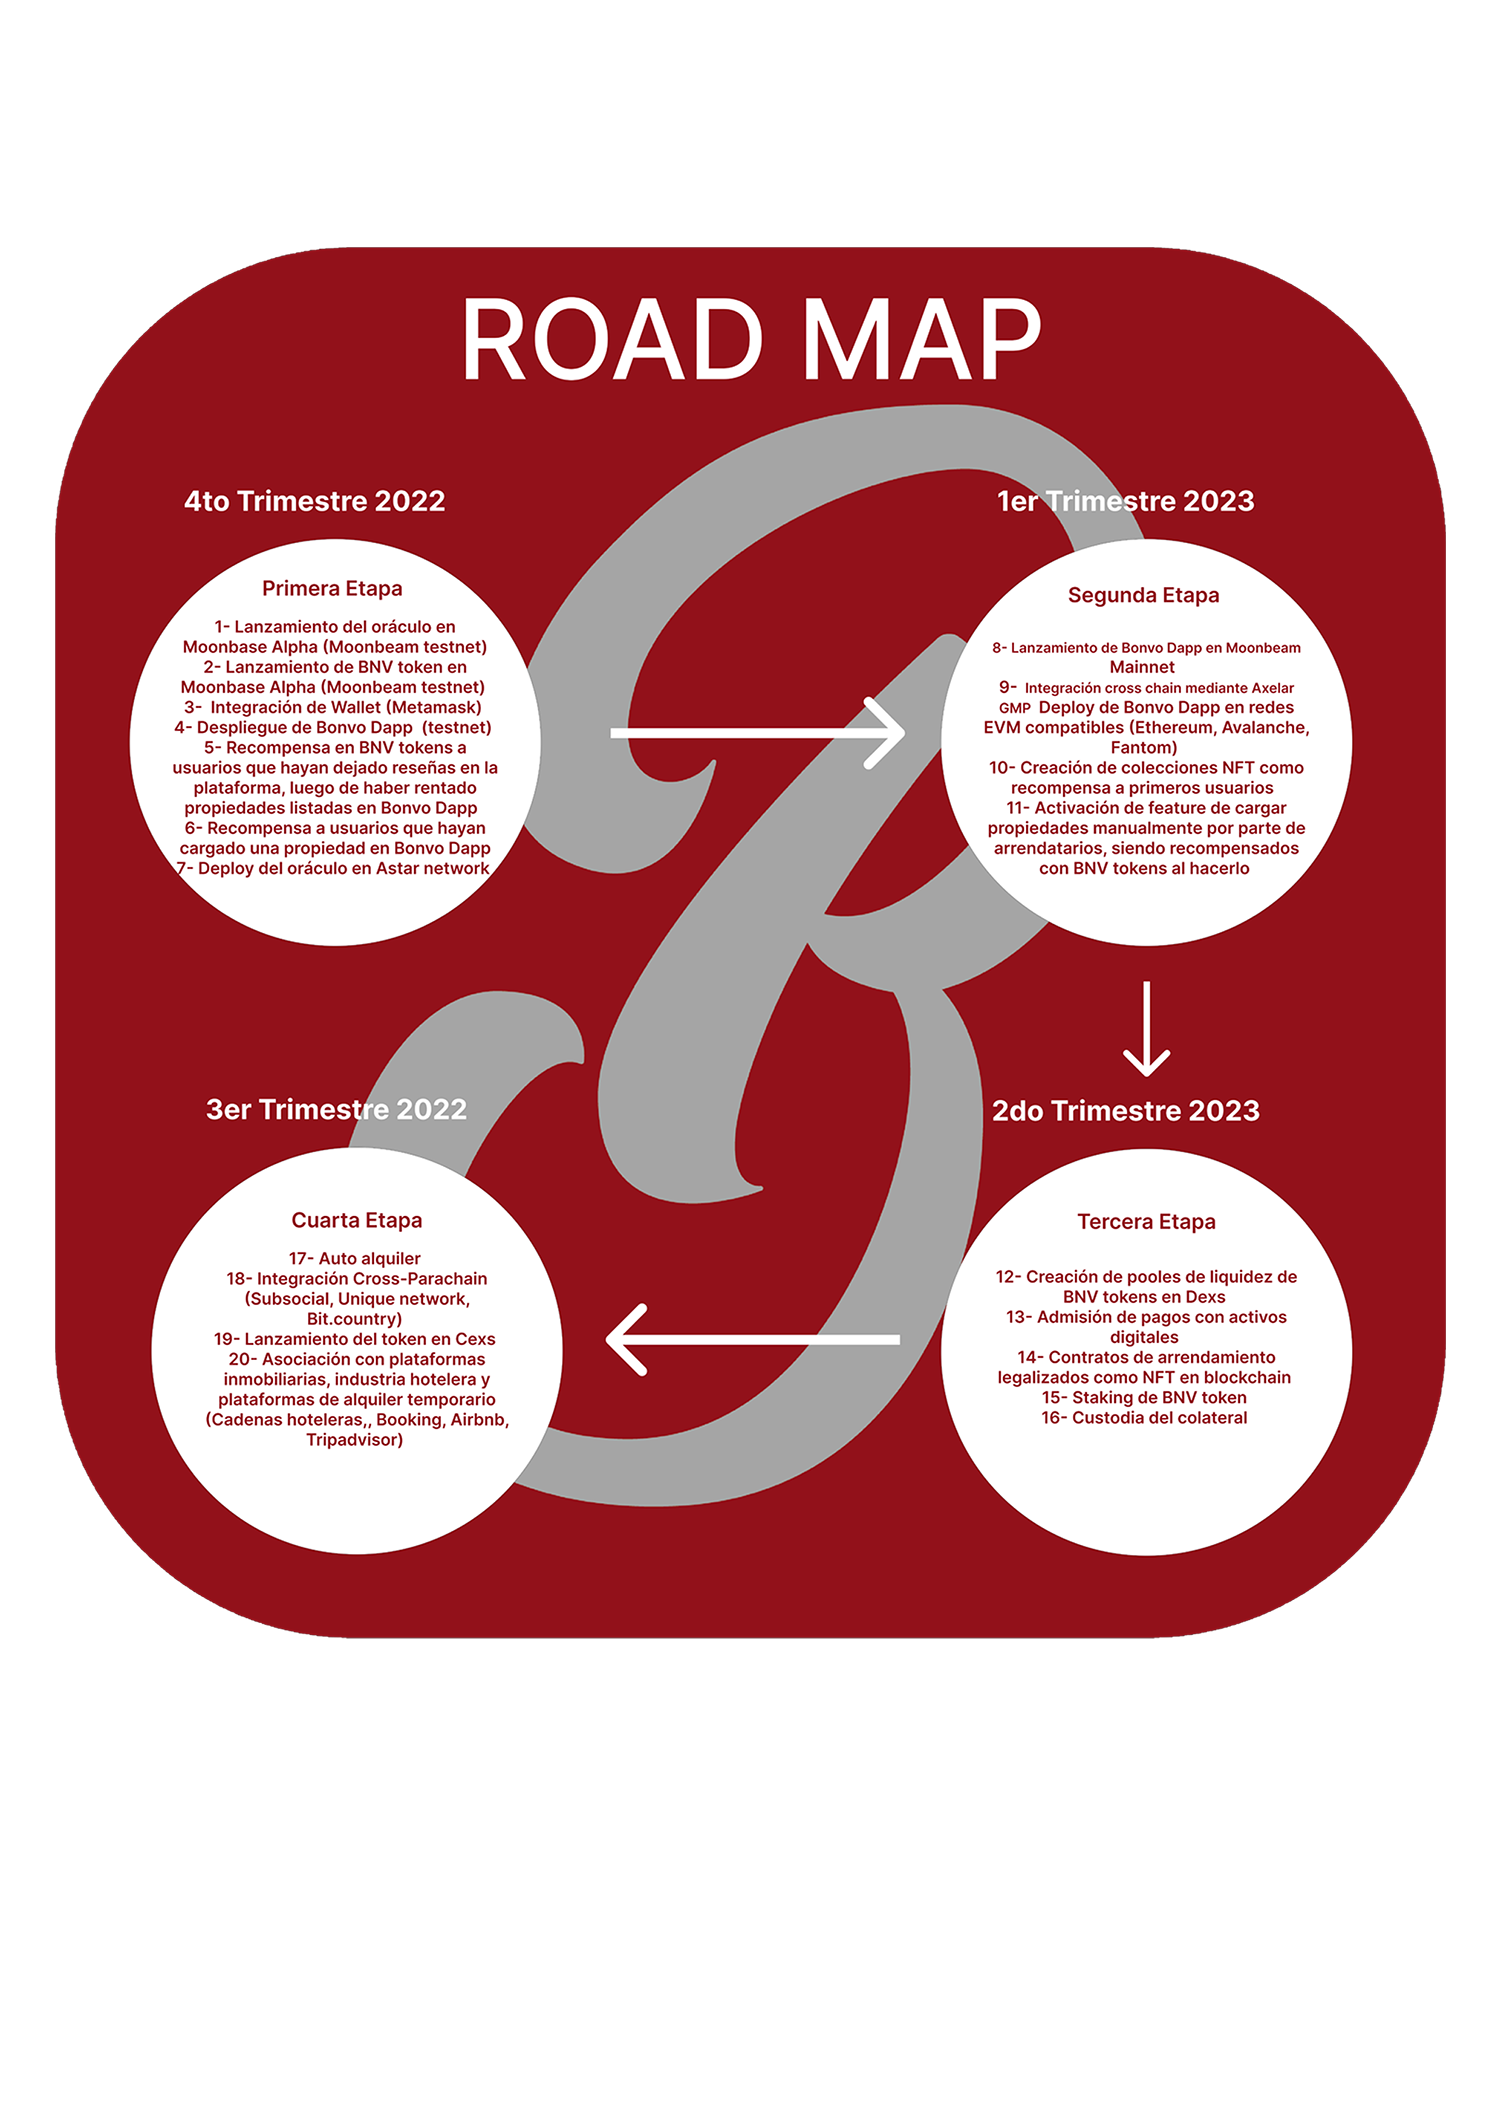 ROAD MAP
4to Trimestre 2022
Primera Etapa
1- Lanzamiento del oráculo en
Moonbase Alpha (Moonbeam testnet)
2- Lanzamiento de BNV token en
Moonbase Alpha (Moonbeam testnet)
3- Integración de Wallet (Metamask)
4- Despliegue de Bonvo Dapp (testnet)
5- Recompensa en BNV tokens a
usuarios que hayan dejado reseñas en la
plataforma, luego de haber rentado
propiedades listadas en Bonvo Dapp
6- Recompensa a usuarios que hayan
cargado una propiedad en Bonvo Dapp
7- Deploy del oráculo en Astar network
1er Trimestre 2023
Segunda Etapa
8- Lanzamiento de Bonvo Dapp en Moonbeam
Mainnet
9- Integración cross chain mediante Axelar
GMP Deploy de Bonvo Dapp en redes
EVM compatibles (Ethereum, Avalanche,
Fantom)
10- Creación de colecciones NFT como
recompensa a primeros usuarios
11- Activación de feature de cargar
propiedades manualmente por parte de
arrendatarios, siendo recompensados
con BNV tokens al hacerlo
2do Trimestre 2023
Tercera Etapa
12- Creación de pooles de liquidez de
BNV tokens en Dexs
13- Admisión de pagos con activos
digitales
14- Contratos de arrendamiento
legalizados como NFT en blockchain
15- Staking de BNV token
16- Custodia del colateral
3er Trimestre 2022
Cuarta Etapa
17- Auto alquiler
18- Integración Cross-Parachain
(Subsocial, Unique network,
Bit.country)
19- Lanzamiento del token en Cexs
20- Asociación con plataformas
inmobiliarias, industria hotelera y
plataformas de alquiler temporario
(Cadenas hoteleras,, Booking, Airbnb,
Tripadvisor)